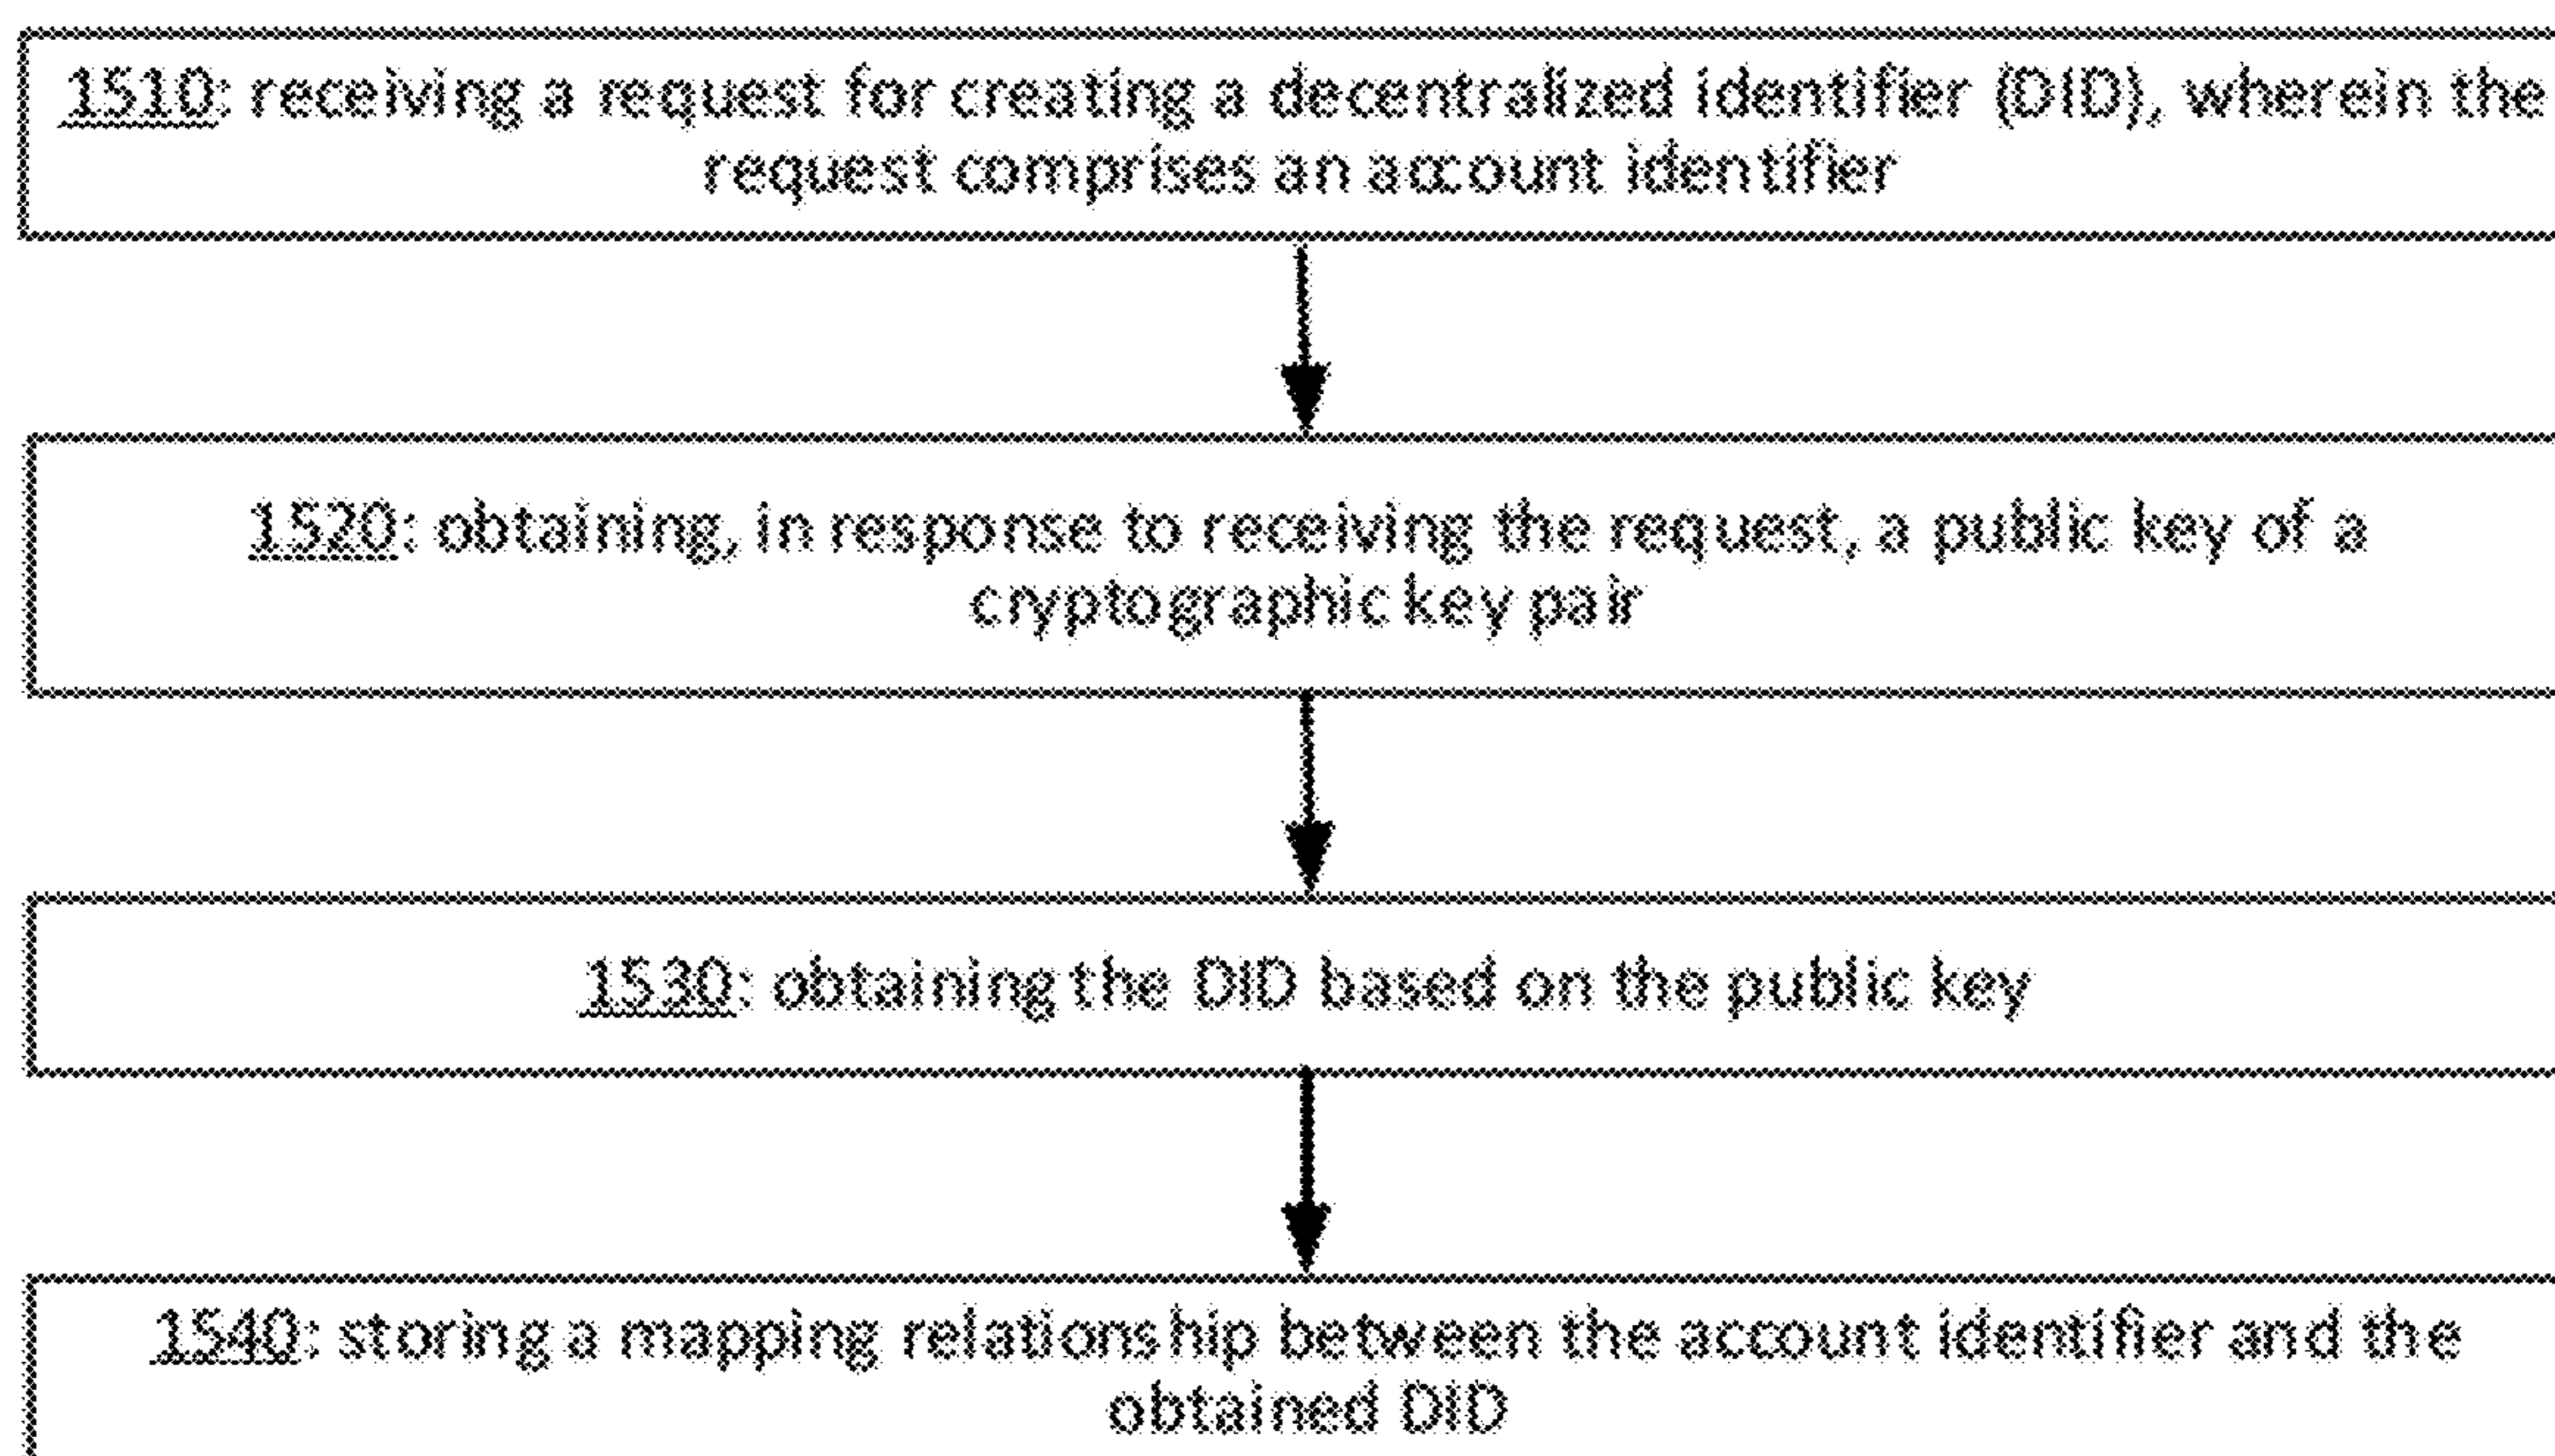 1510: receiving a request for creating a decentralized identifier (DID), wherein the
request comprises an account identifier
1520: obtaining, in response to receiving the request, a public key of a
cryptographic key pair
1530: obtaining the DID based on the public key
1540: storing a mapping relationship between the account identifier and the
obtained DID